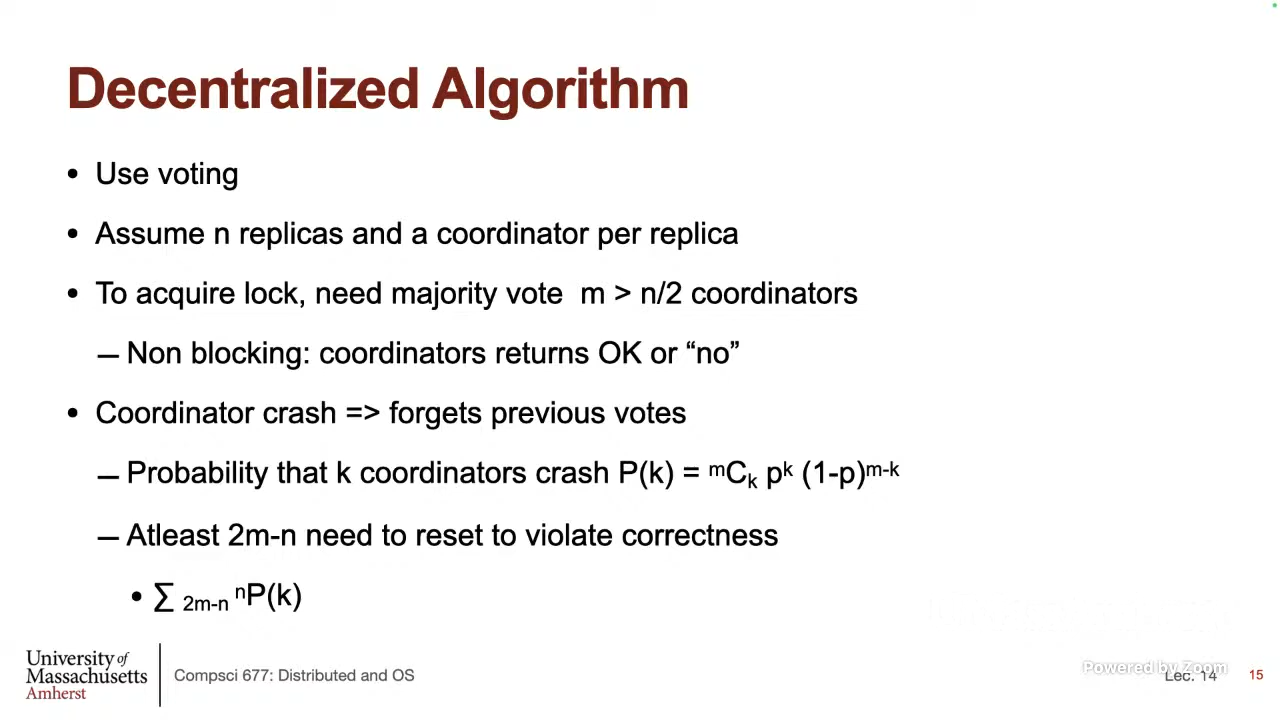 Decentralized Algorithm
• Use voting
• Assume n replicas and a coordinator per replica
• To acquire lock, need majority vote  m > n/2 coordinators
– Non blocking: coordinators returns OK or “no”
• Coordinator crash => forgets previous votes
– Probability that k coordinators crash P(k) = ᵐCₖ pᵏ (1-p)ᵐ⁻ᵏ
– Atleast 2m-n need to reset to violate correctness
• ∑ ₂ₘ₋ₙ ⁿP(k)
University of
Massachusetts
Amherst
Compsci 677: Distributed and OS
Powered by Zoom
Lec. 14
15